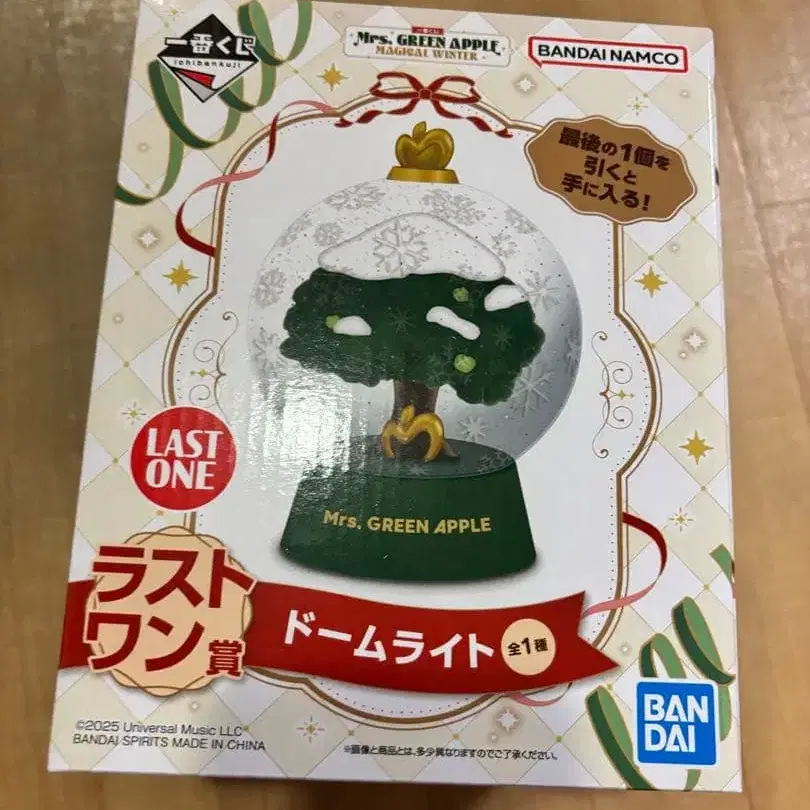 一番くじ
ichibankuji
一番くじ
Mrs. GREEN APPLE
MAGICAL WINTER
BANDAI NAMCO
最後の1個を
引くと
手に入る!
LAST
ONE
Mrs. GREEN APPLE
ラスト
ワン賞
ドームライト 全1種
©2025 Universal Music LLC
BANDAI SPIRITS MADE IN CHINA
※画像と商品とは、多少異なりますのでご了承ください。
BAN
DAI